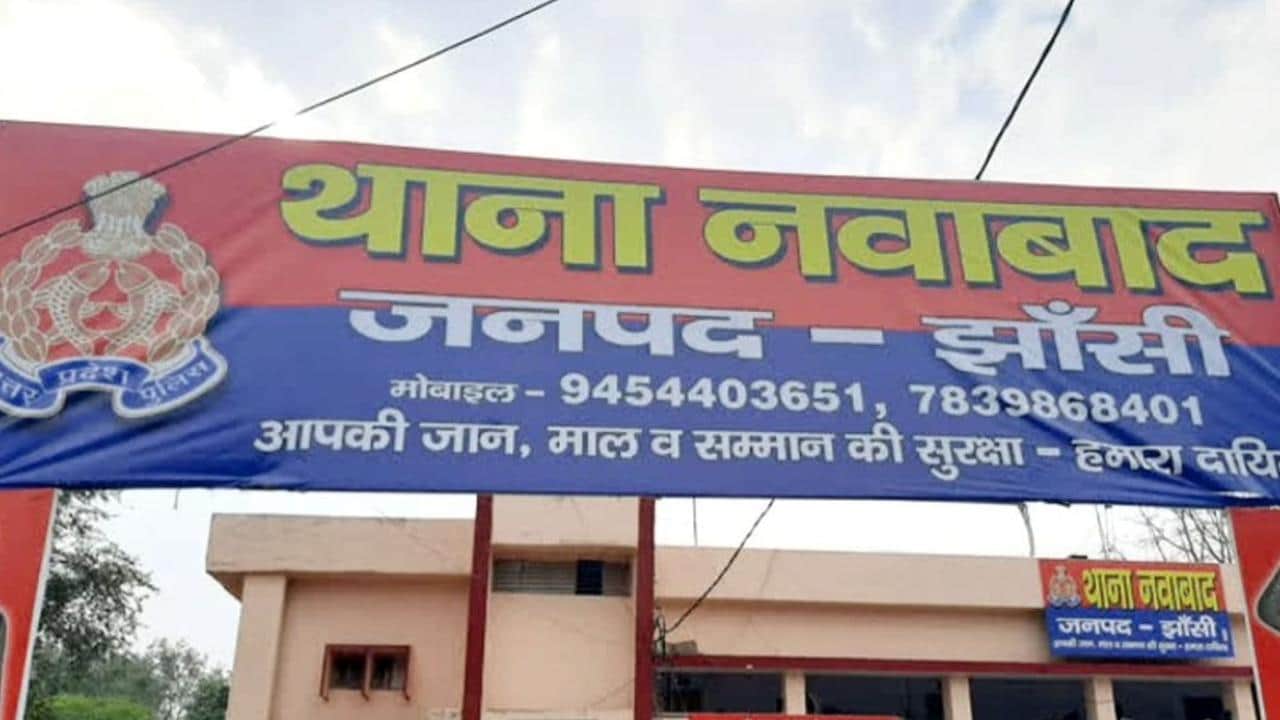 थाना नवाबाद
जनपद - झाँसी
मोबाइल - 9454403651, 7839868401
आपकी जान, माल व सम्मान की सुरक्षा - हमारा
प्रदेश पुलिस
थाना नवाबाद
जनपद - झाँसी